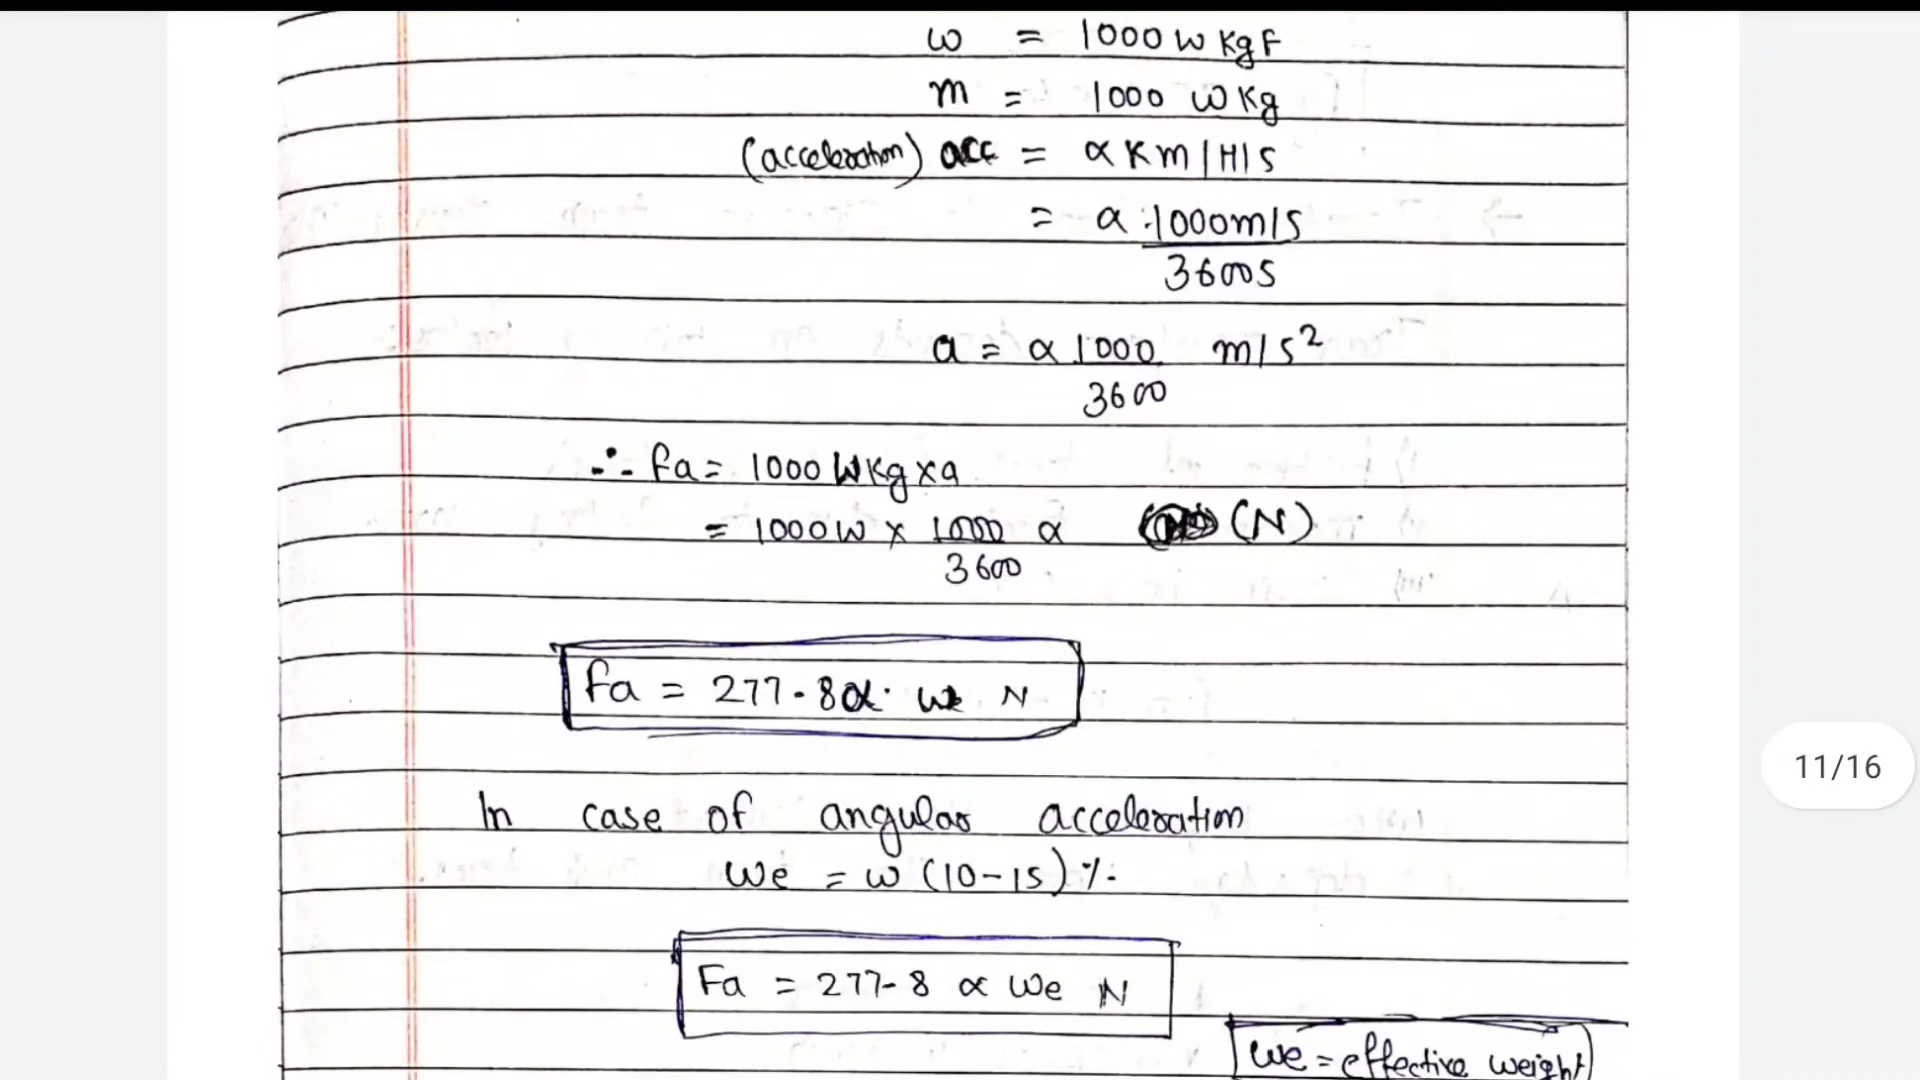 ω = 1000 w kgf
m = 1000 ω kg
(acceleration) acc = α Km/H/s
= α 1000m/s
3600s
a = α 1000 m/s²
3600
∴ fa = 1000 W kg x a
= 1000 w x 1000 α (N)
3600
fa = 277.8 α. We N
In case of angular acceleration
We = ω (10-15) %.
Fa = 277-8 α We N
We = effective weight
11/16